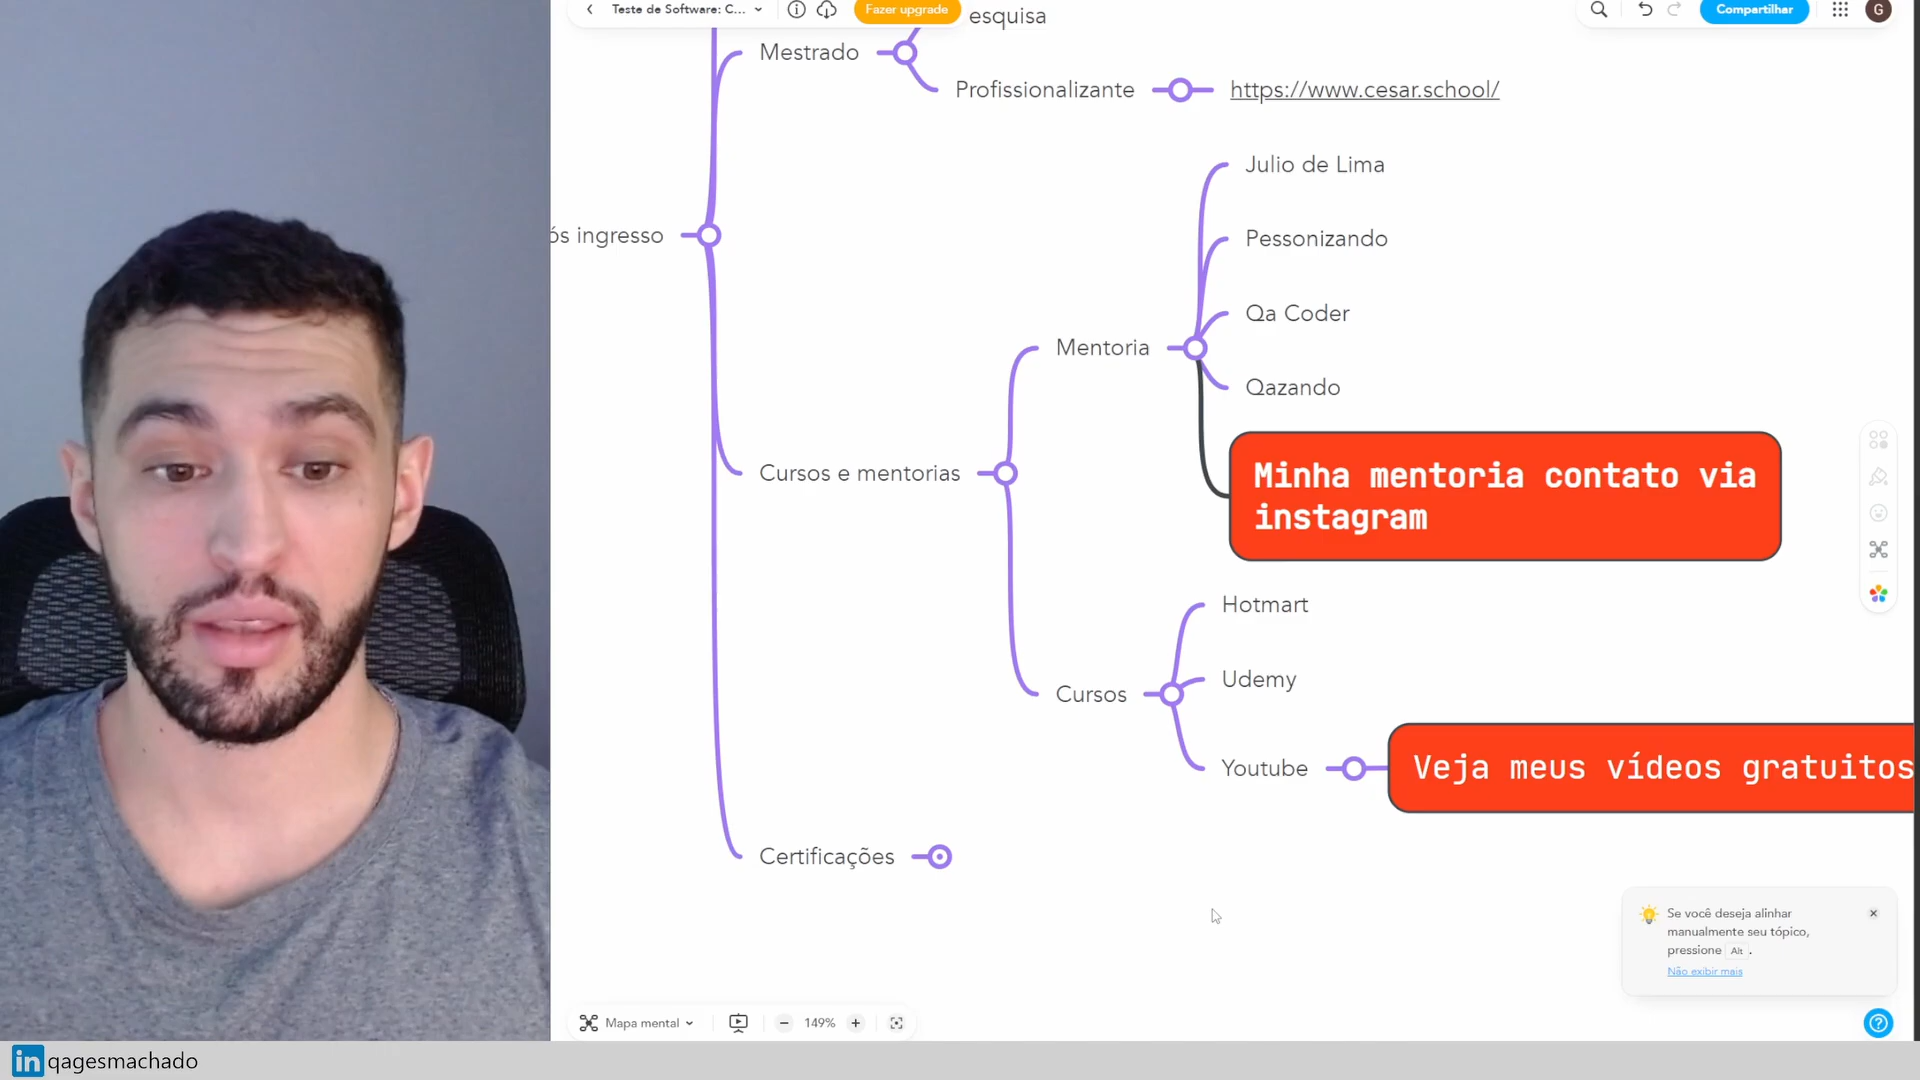 Teste de Software: C...
Fazer upgrade
Compartilhar
G
esquisa
Mestrado
Profissionalizante
https://www.cesar.school/
Julio de Lima
Pessonizando
ós ingresso
Qa Coder
Mentoria
Qazando
Minha mentoria contato via
instagram
Cursos e mentorias
Hotmart
Udemy
Cursos
Youtube
Veja meus vídeos gratuitos
Certificações
Se você deseja alinhar
manualmente seu tópico,
pressione Alt .
Não exibir mais
Mapa mental
149%
in qagesmachado